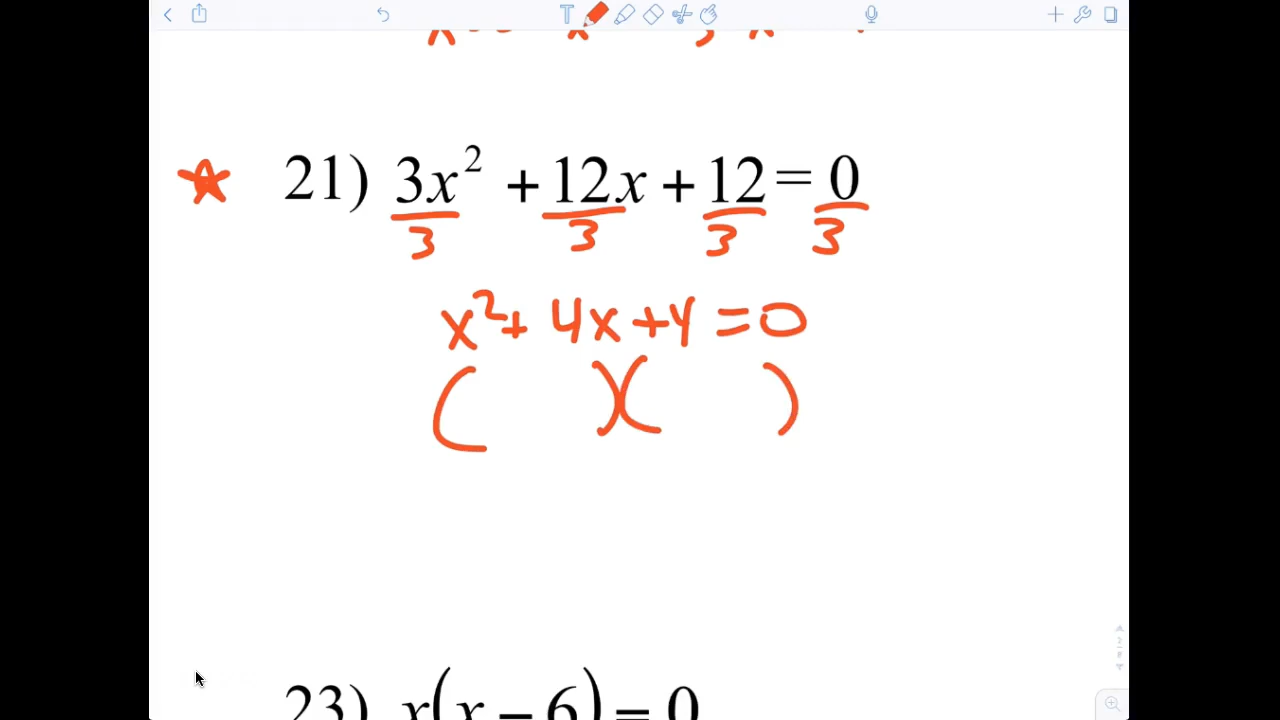 21) 3x² + 12x + 12 = 0
3 3 3 3
x² + 4x + 4 = 0
( )( )
23) x(x − 6) = 0